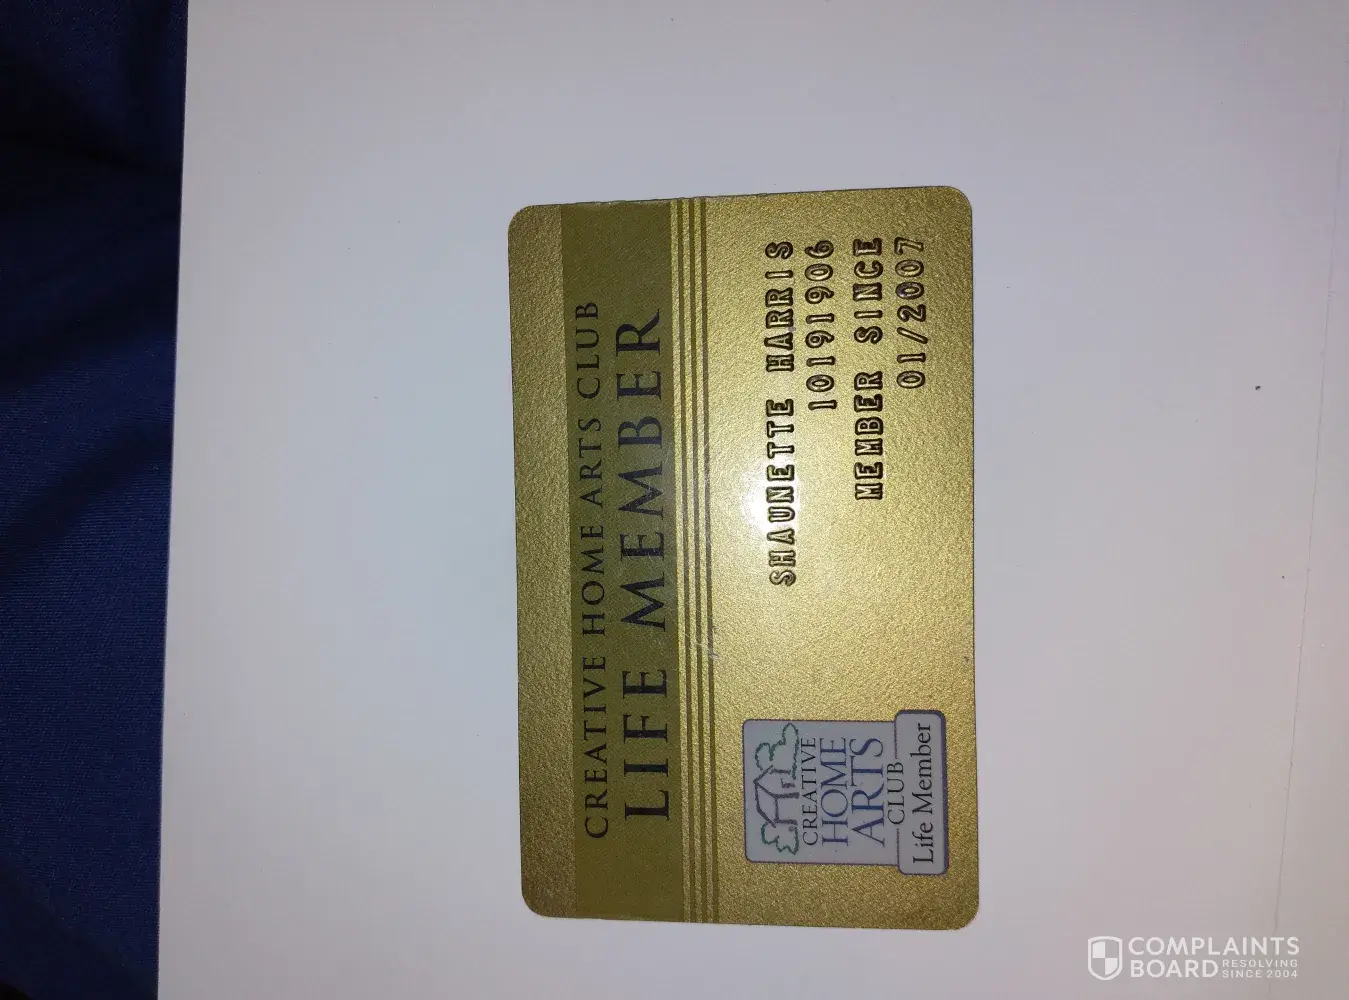 CREATIVE HOME ARTS CLUB
LIFE MEMBER
SHAUNETTE HARRIS
10191906
MEMBER SINCE
01/2007
CREATIVE
HOME
ARTS
CLUB
Life Member
COMPLAINTS
BOARD RESOLVING
SINCE 2004